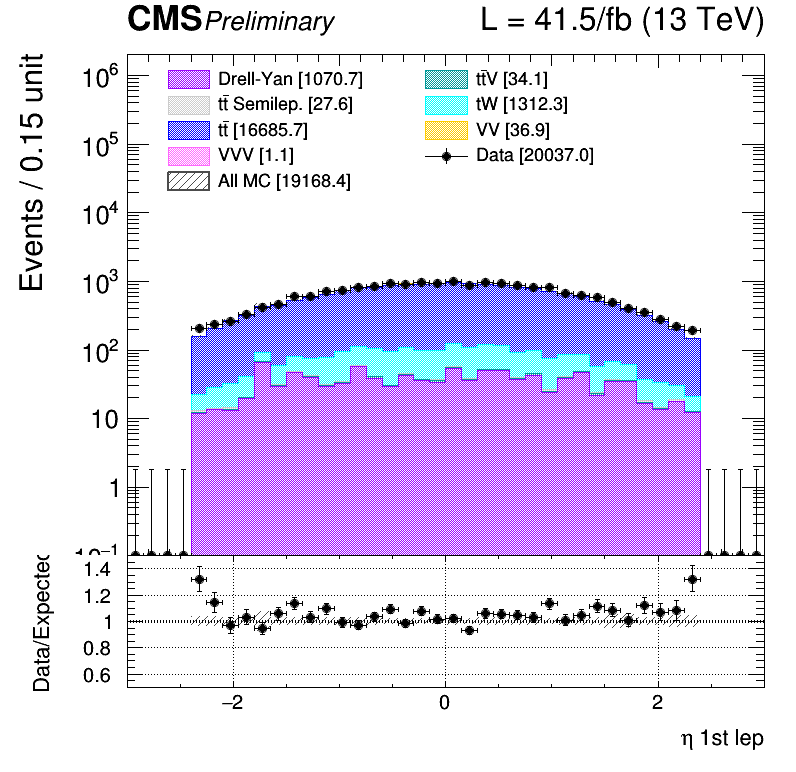 CMS Preliminary L = 41.5/fb (13 TeV)
Events / 0.15 unit
10⁶
10⁵
10⁴
10³
10²
10
1
10⁻¹
Drell-Yan [1070.7]
tt̄ Semilep. [27.6]
tt̄ [16685.7]
VVV [1.1]
All MC [19168.4]
tt̄V [34.1]
tW [1312.3]
VV [36.9]
Data [20037.0]
Data/Expected
1.4
1.2
1
0.8
0.6
−2 0 2
η 1st lep